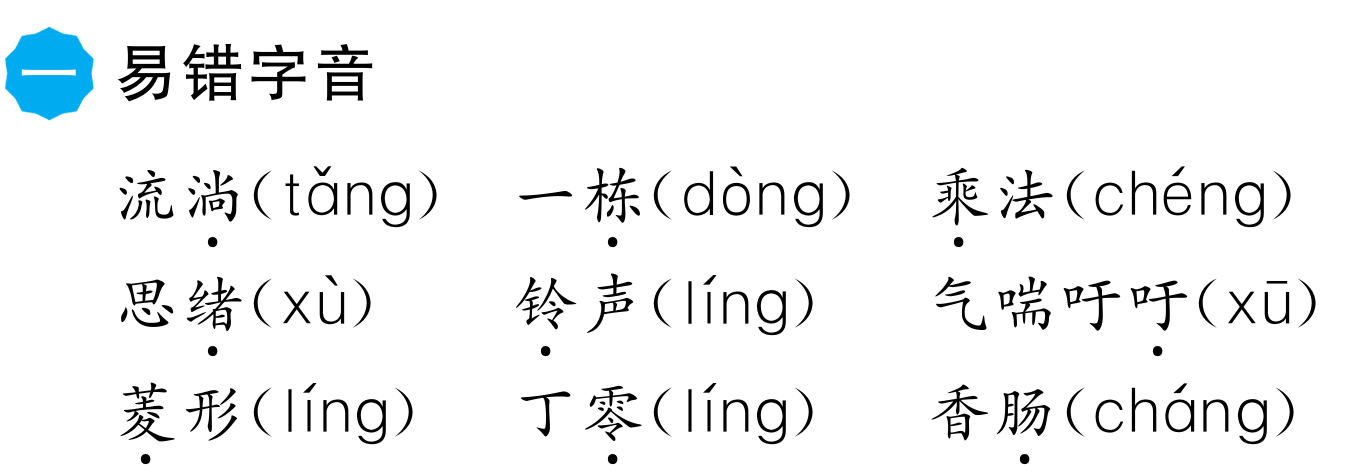 一 易错字音
流淌(tǎng) 一栋(dòng) 乘法(chéng)
思绪(xù) 铃声(líng) 气喘吁吁(xū)
菱形(líng) 丁零(líng) 香肠(cháng)